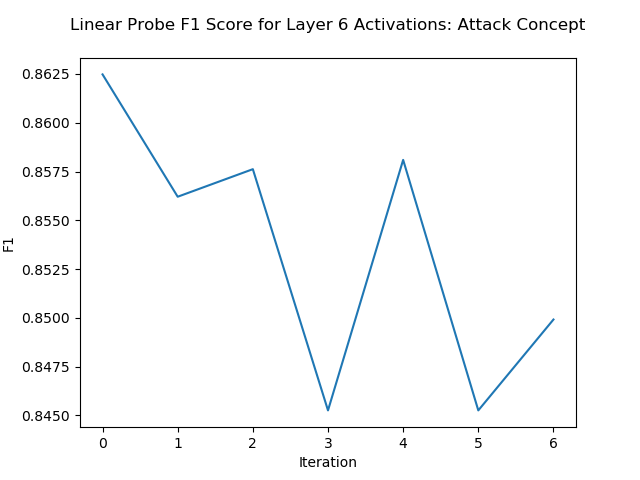 Linear Probe F1 Score for Layer 6 Activations: Attack Concept
0.8625
0.8600
0.8575
0.8550
0.8525
0.8500
0.8475
0.8450
F1
0 1 2 3 4 5 6
Iteration